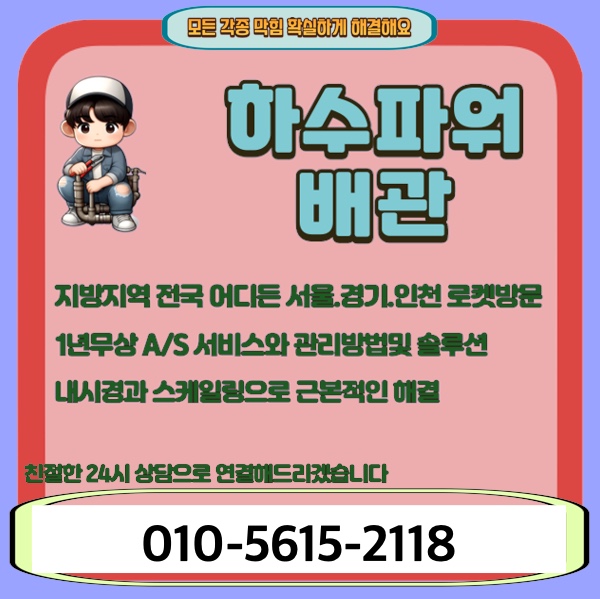 모든 각종 막힘 확실하게 해결해요
하수파워
배관
지방지역 전국 어디든 서울.경기.인천 로켓방문
1년무상 A/S 서비스와 관리방법및 솔루션
내시경과 스케일링으로 근본적인 해결
친절한 24시 상담으로 연결해드리겠습니다
010-5615-2118